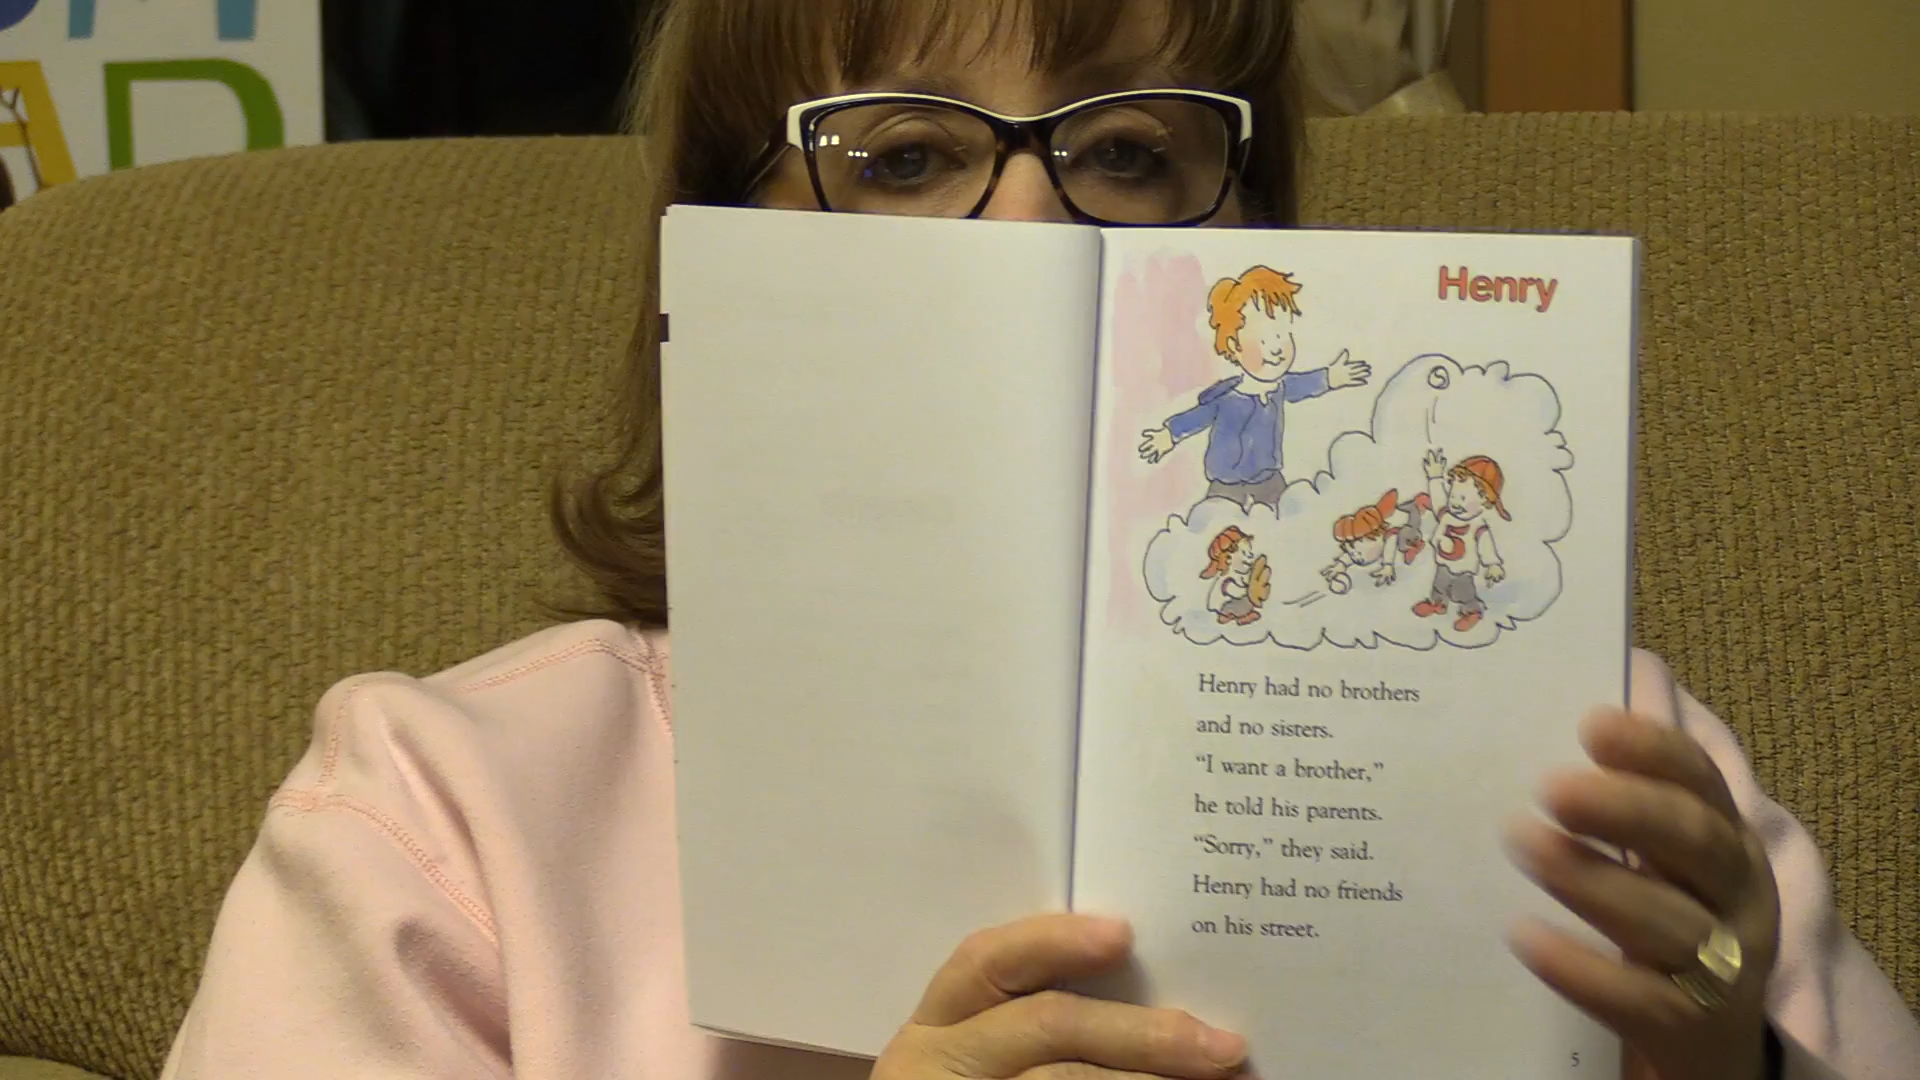 AD
Henry
5
Henry had no brothers
and no sisters.
“I want a brother,”
he told his parents.
“Sorry,” they said.
Henry had no friends
on his street.
5